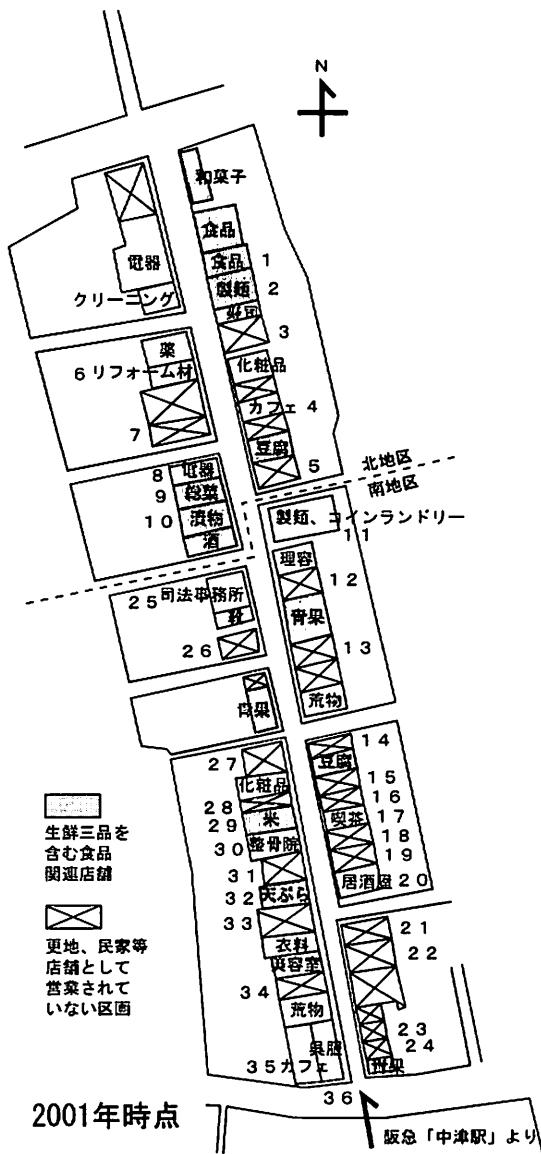 N
和菓子
食品
食品 1
電器
製麺 2
クリーニング
3
薬
化粧品
6 リフォーム材
カフェ 4
7
豆腐
5
北地区
南地区
8 電器
9 惣菜
10 漬物
酒
製麺、コインランドリー
11
理容
12
25 司法事務所
靴
青果
26
13
荒物
青果
14
27
豆腐
化粧品
15
28
16
29 米
喫茶 17
30 整骨院
18
31
19
32 天ぷら
居酒屋 20
33
衣料
21
美容室
22
34
荒物
23
呉服
24
35 カフェ
青果
36
生鮮三品を
含む食品
関連店舗
更地、民家等
店舗として
営業されて
いない区画
2001年時点
阪急「中津駅」より